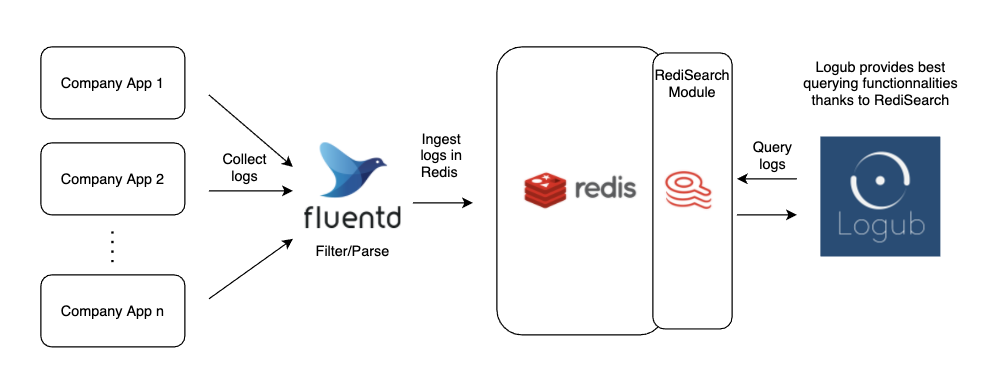 Company App 1
Company App 2
Company App n
Collect
logs
fluentd
Filter/Parse
Ingest
logs in
Redis
redis
RediSearch
Module
Query
logs
Logub provides best
querying functionnalities
thanks to RediSearch
Logub